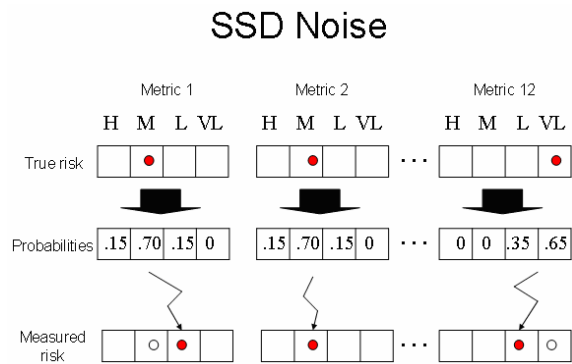 SSD Noise
Metric 1 Metric 2 Metric 12
H M L VL H M L VL H M L VL
True risk
. . .
Probabilities .15 .70 .15 0 .15 .70 .15 0 . . . 0 0 .35 .65
Measured
risk
. . .